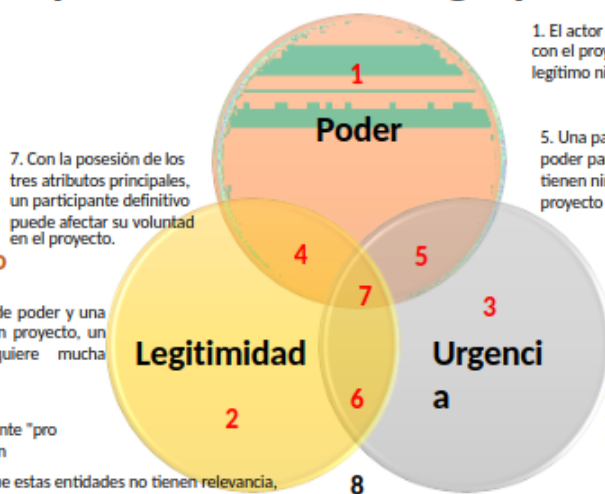 1. El actor
con el proy
legítimo ni
1
Poder
5. Una pa
poder pa
tienen nin
proyecto
7. Con la posesión de los
tres atributos principales,
un participante definitivo
puede afectar su voluntad
en el proyecto.
4
5
7
3
de poder y una
n proyecto, un
quiere mucha
Legitimidad
Urgenci
a
6
2
nte "pro
n
e estas entidades no tienen relevancia,
8